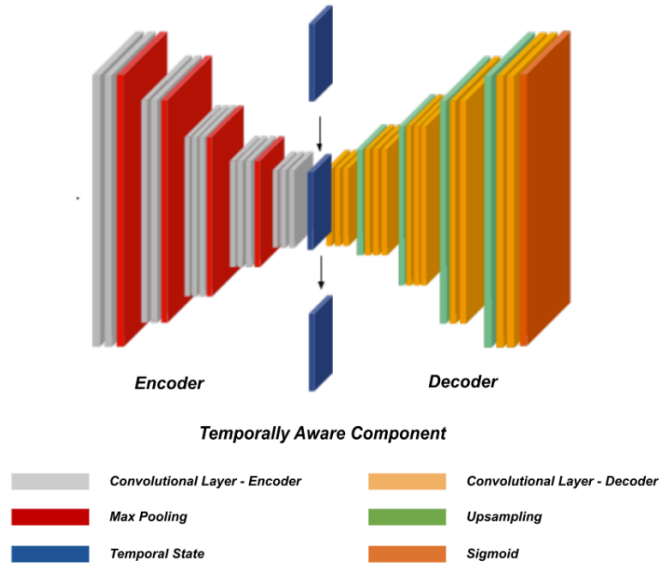 Encoder
Decoder
Temporally Aware Component
Convolutional Layer - Encoder
Convolutional Layer - Decoder
Max Pooling
Upsampling
Temporal State
Sigmoid